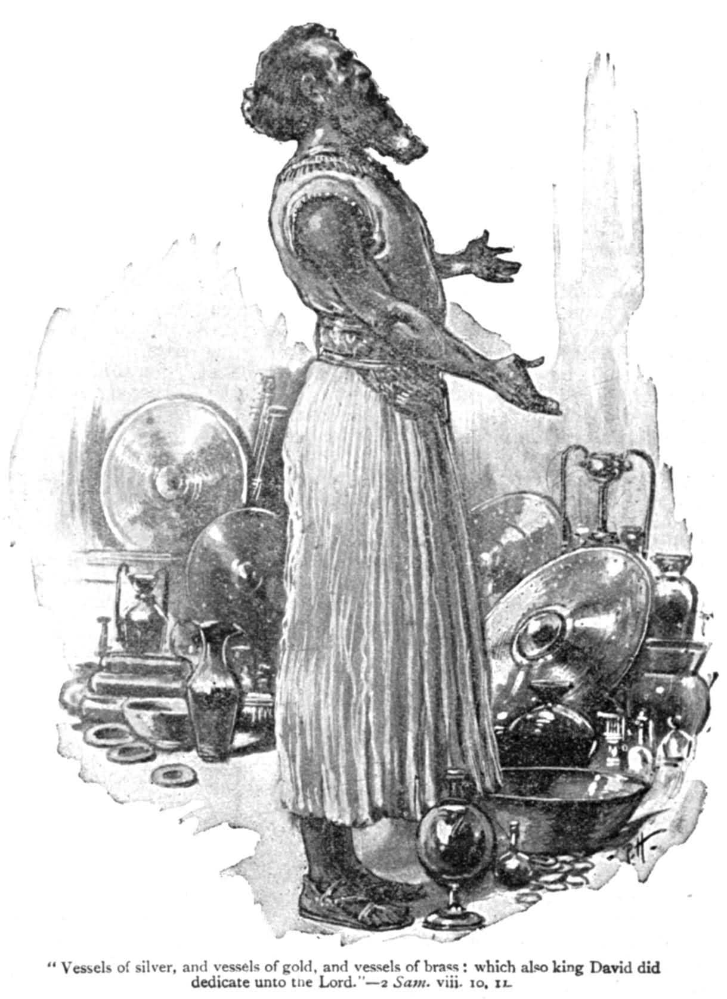 P. H.
“Vessels of silver, and vessels of gold, and vessels of brass: which also king David did
dedicate unto the Lord.”—2 Sam. viii. 10, 11.